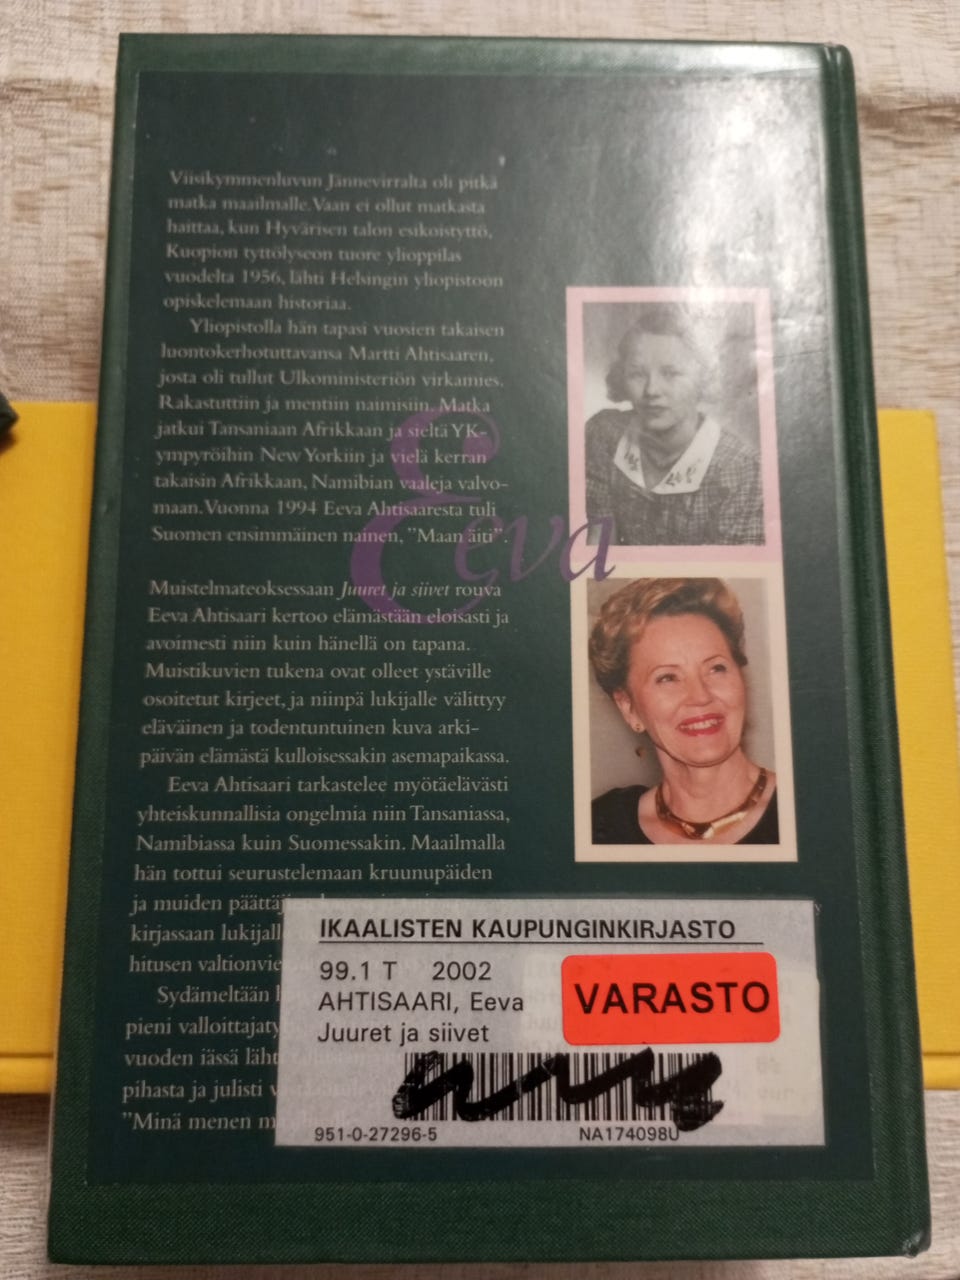 Viisikymmenluvun Jännevirralta oli pitkä
matka maailmalle. Vaan ei ollut matkasta
haittaa, kun Hyvärisen talon esikoistyttö,
Kuopion tyttölyseon tuore ylioppilas
vuodelta 1956, lähti Helsingin yliopistoon
opiskelemaan historiaa.
Yliopistolla hän tapasi vuosien takaisen
luontokerhotuttavansa Martti Ahtisaaren,
josta oli tullut Ulkoministeriön virkamies.
Rakastuttiin ja mentiin naimisiin. Matka
jatkui Tansaniaan Afrikkaan ja sieltä YK-
ympyröihin New Yorkiin ja vielä kerran
takaisin Afrikkaan, Namibian vaaleja valvo-
maan. Vuonna 1994 Eeva Ahtisaaresta tuli
Suomen ensimmäinen nainen, ”Maan äiti”.
Eeva
Muistelmateoksessaan Juuret ja siivet rouva
Eeva Ahtisaari kertoo elämästään eloisasti ja
avoimesti niin kuin hänellä on tapana.
Muistikuvien tukena ovat olleet ystäville
osoitetut kirjeet, ja niinpä lukijalle välittyy
eläväinen ja todentuntuinen kuva arki-
päivän elämästä kulloisessakin asemapaikassa.
Eeva Ahtisaari tarkastelee myötäelävästi
yhteiskunnallisia ongelmia niin Tansaniassa,
Namibiassa kuin Suomessakin. Maailmalla
hän tottui seurustelemaan kruunupäiden
ja muiden
kirjassaan
hitusen
Sydämeltään
pieni
vuoden iässä
pihasta ja julisti
”Minä menen
IKAALISTEN KAUPUNGINKIRJASTO
99.1 T 2002
AHTISAARI, Eeva
Juuret ja siivet
VARASTO
951-0-27296-5 NA174098U